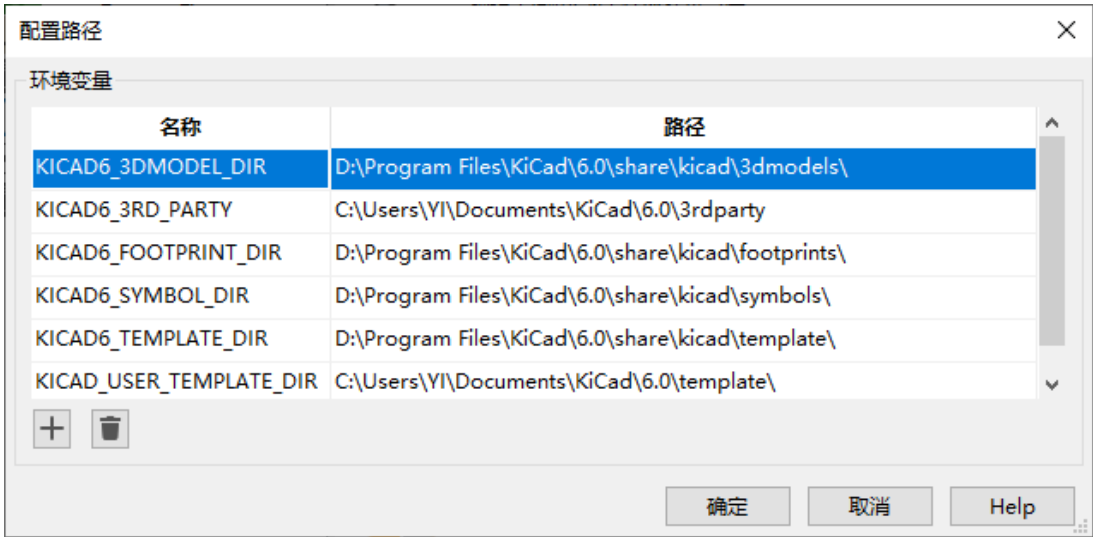 配置路径
环境变量
名称 路径
KICAD6_3DMODEL_DIR D:\Program Files\KiCad\6.0\share\kicad\3dmodels\
KICAD6_3RD_PARTY C:\Users\YI\Documents\KiCad\6.0\3rdparty
KICAD6_FOOTPRINT_DIR D:\Program Files\KiCad\6.0\share\kicad\footprints\
KICAD6_SYMBOL_DIR D:\Program Files\KiCad\6.0\share\kicad\symbols\
KICAD6_TEMPLATE_DIR D:\Program Files\KiCad\6.0\share\kicad\template\
KICAD_USER_TEMPLATE_DIR C:\Users\YI\Documents\KiCad\6.0\template\
确定 取消 Help